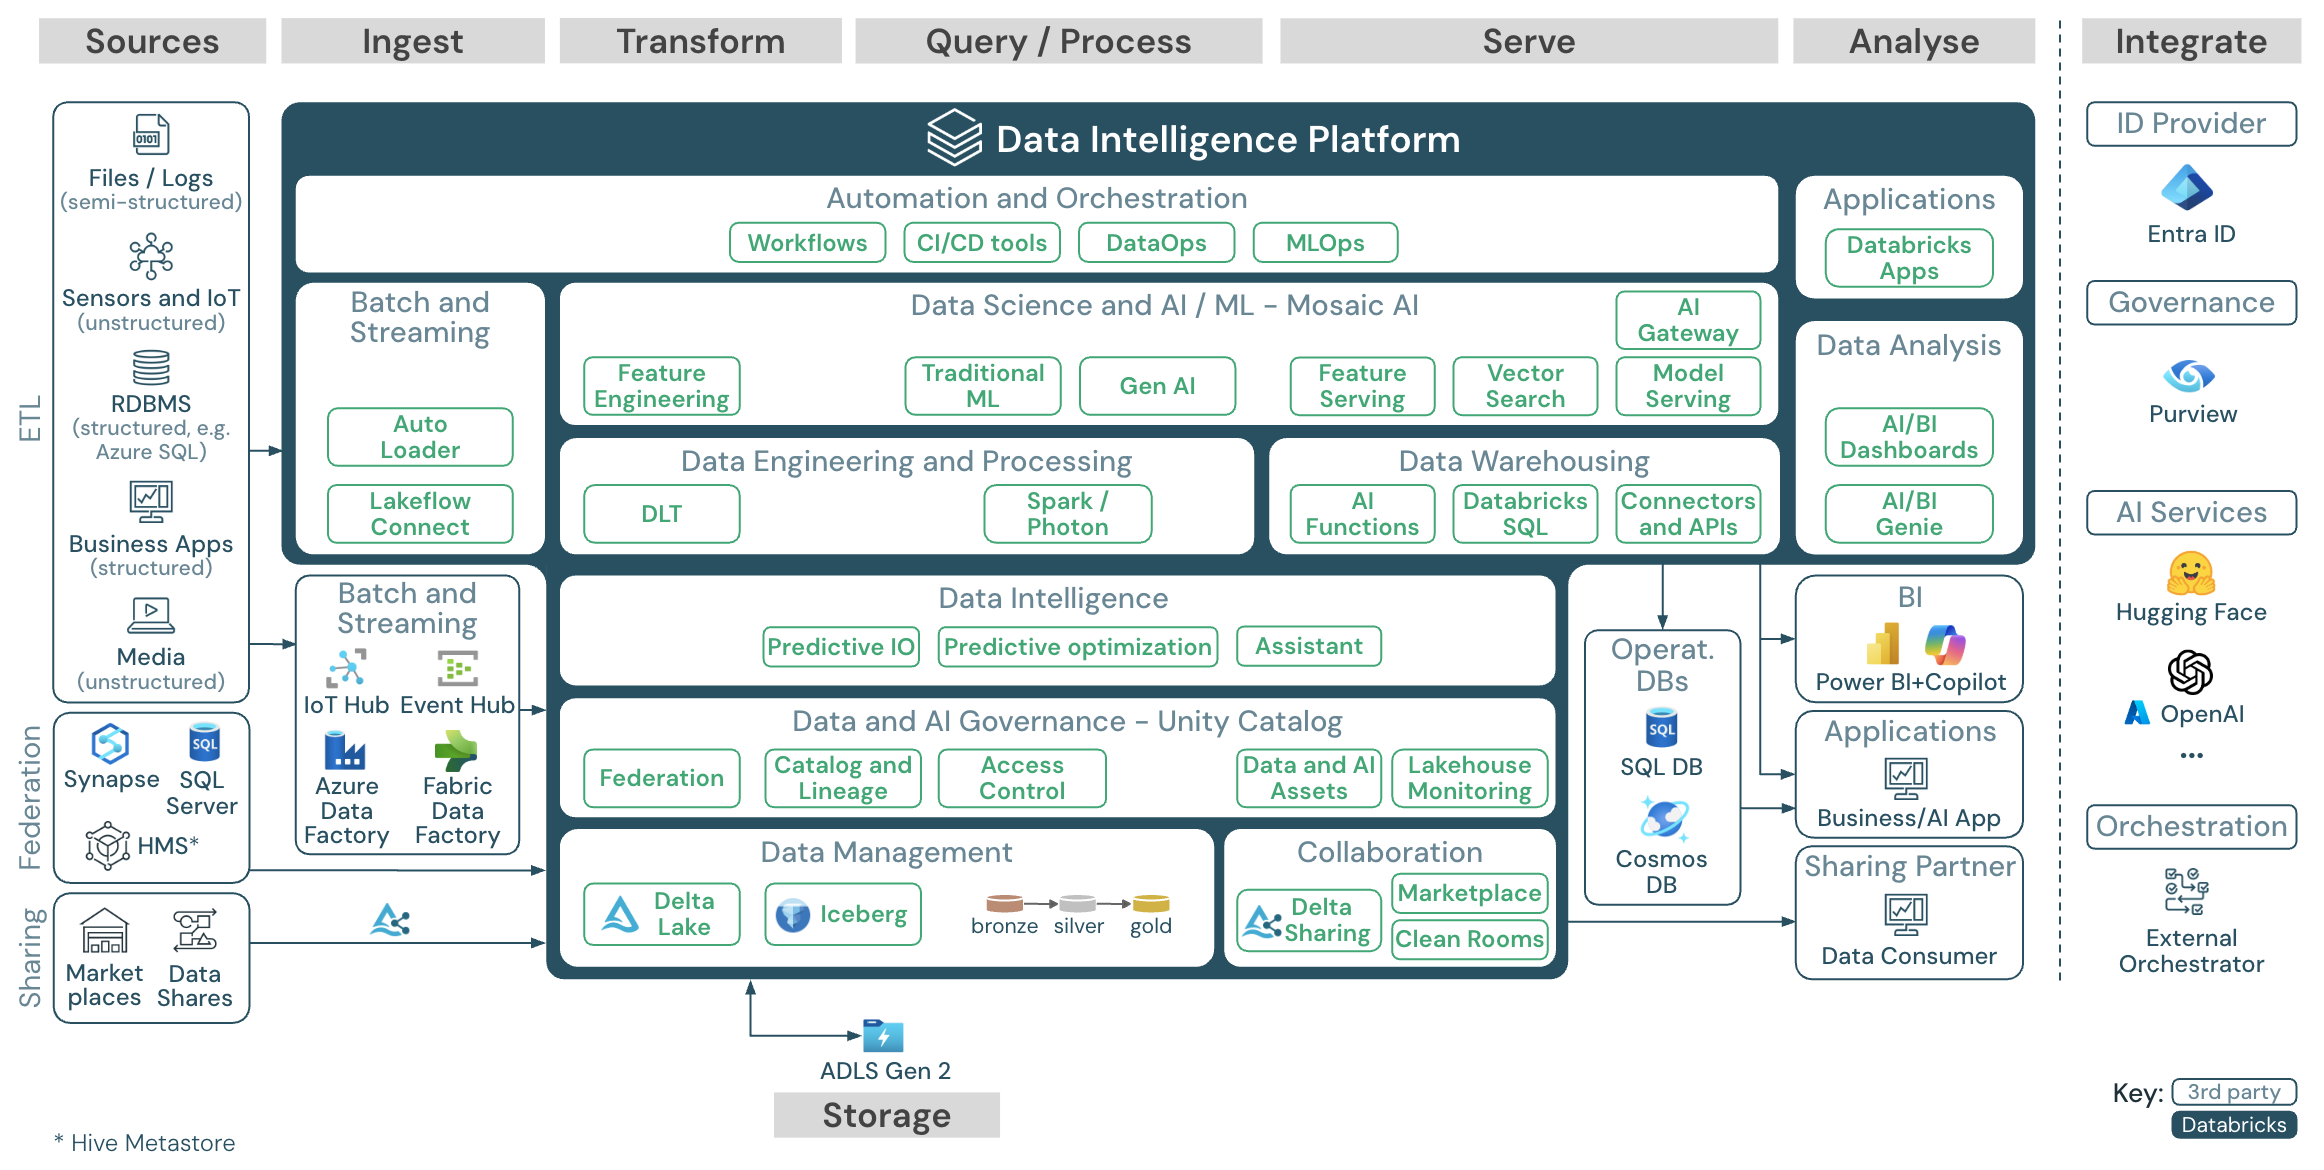 Sources
Ingest
Transform
Query / Process
Serve
Analyse
Integrate
ETL
Files / Logs
(semi-structured)
Sensors and IoT
(unstructured)
RDBMS
(structured, e.g.
Azure SQL)
Business Apps
(structured)
Media
(unstructured)
Federation
Synapse
SQL
SQL
Server
HMS*
Sharing
Market
places
Data
Shares
Data Intelligence Platform
Automation and Orchestration
Workflows
CI/CD tools
DataOps
MLOps
Applications
Databricks
Apps
Batch and
Streaming
Auto
Loader
Lakeflow
Connect
Data Science and AI / ML - Mosaic AI
AI
Gateway
Feature
Engineering
Traditional
ML
Gen AI
Feature
Serving
Vector
Search
Model
Serving
Data Analysis
AI/BI
Dashboards
AI/BI
Genie
Data Engineering and Processing
DLT
Spark /
Photon
Data Warehousing
AI
Functions
Databricks
SQL
Connectors
and APIs
Batch and
Streaming
IoT Hub
Event Hub
Azure
Data
Factory
Fabric
Data
Factory
Data Intelligence
Predictive IO
Predictive optimization
Assistant
Data and AI Governance - Unity Catalog
Federation
Catalog and
Lineage
Access
Control
Data and AI
Assets
Lakehouse
Monitoring
Data Management
Delta
Lake
Iceberg
bronze
silver
gold
Collaboration
Delta
Sharing
Marketplace
Clean Rooms
Operat.
DBs
SQL
SQL DB
Cosmos
DB
BI
Power BI+Copilot
Applications
Business/AI App
Sharing Partner
Data Consumer
ID Provider
Entra ID
Governance
Purview
AI Services
Hugging Face
OpenAI
...
Orchestration
External
Orchestrator
ADLS Gen 2
Storage
Key:
3rd party
Databricks
* Hive Metastore
0101